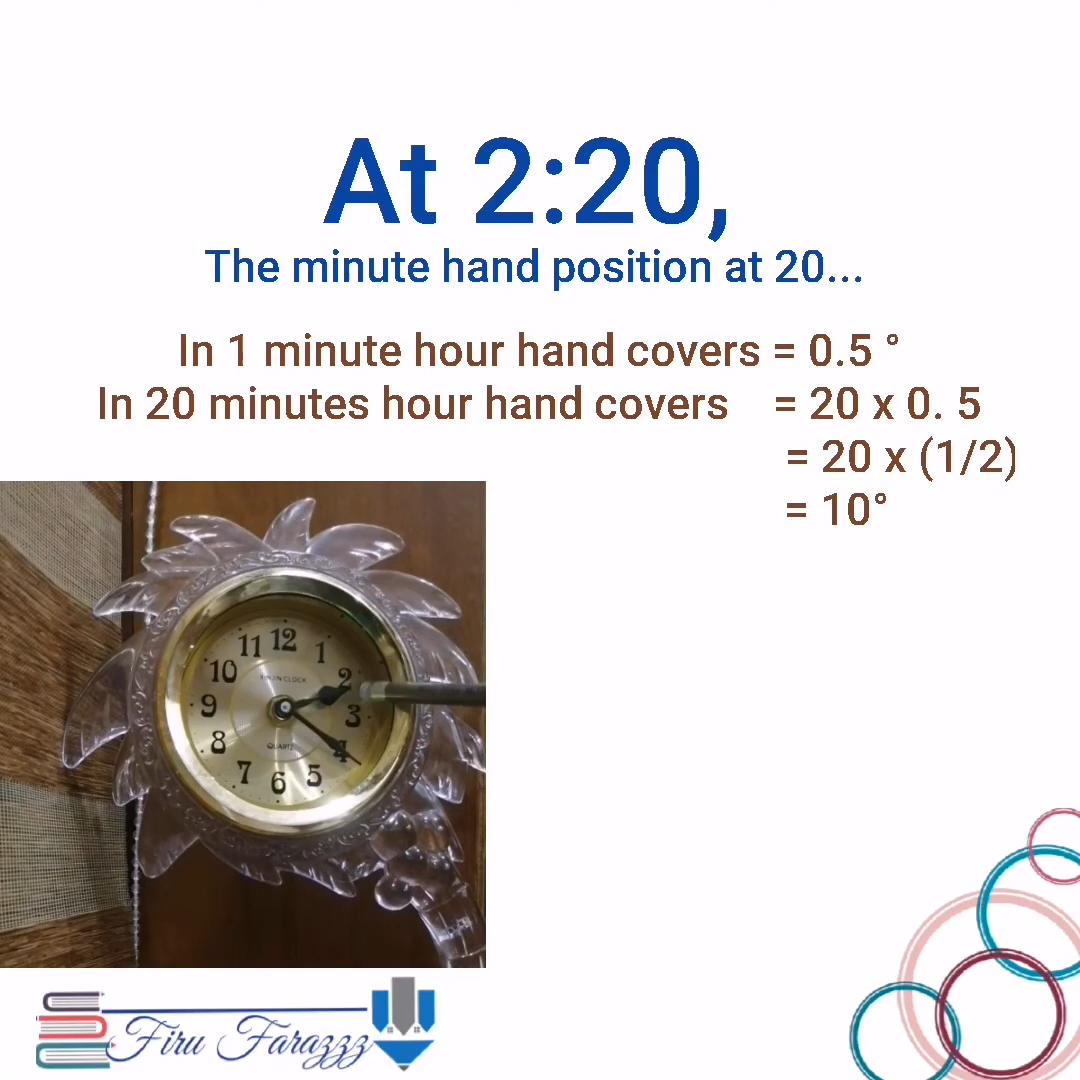 At 2:20,
The minute hand position at 20...
In 1 minute hour hand covers = 0.5 °
In 20 minutes hour hand covers = 20 x 0. 5
= 20 x (1/2)
= 10°
11 12 1
10 2
9 3
8 4
7 6 5
CLOCK
QUARTZ
Firu Farazzz